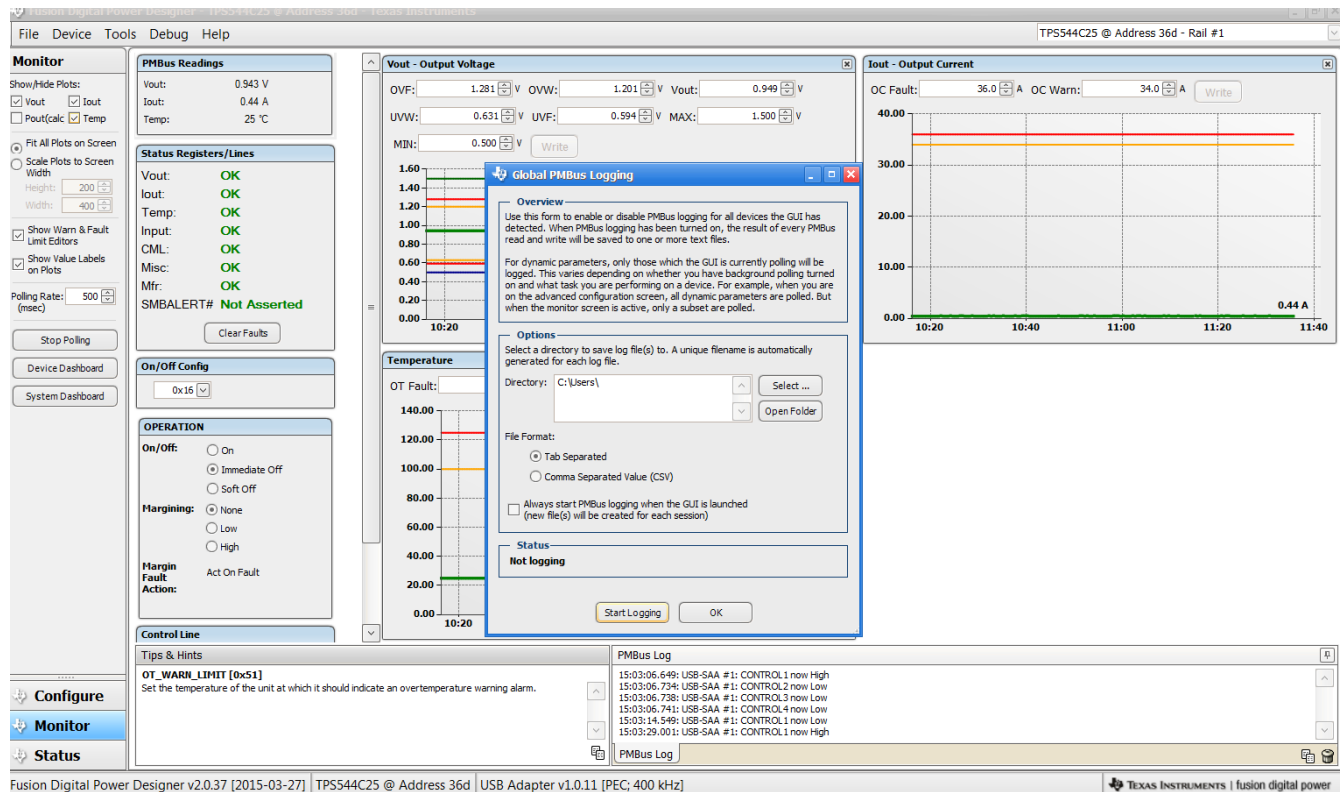 Fusion Digital Power Designer - TPS544C25 @ Address 36d - Texas Instruments
File Device Tools Debug Help
TPS544C25 @ Address 36d - Rail #1
Monitor
Show/Hide Plots:
Vout Iout
Pout(calc Temp
Fit All Plots on Screen
Scale Plots to Screen
Width
Height: 200
Width: 400
Show Warn & Fault
Limit Editors
Show Value Labels
on Plots
Polling Rate: 500
(msec)
Stop Polling
Device Dashboard
System Dashboard
Configure
Monitor
Status
PMBus Readings
Vout: 0.943 V
Iout: 0.44 A
Temp: 25 °C
Status Registers/Lines
Vout: OK
Iout: OK
Temp: OK
Input: OK
CML: OK
Misc: OK
Mfr: OK
SMBALERT# Not Asserted
Clear Faults
On/Off Config
0x16
OPERATION
On/Off: On
Immediate Off
Soft Off
Margining: None
Low
High
Margin
Fault
Action:
Act On Fault
Control Line
Vout - Output Voltage
OVF: 1.281 V OVW: 1.201 V Vout: 0.949 V
UVW: 0.631 V UVF: 0.594 V MAX: 1.500 V
MIN: 0.500 V Write
1.60
1.40
1.20
1.00
0.80
0.60
0.40
0.20
0.00
10:20
Temperature
OT Fault:
140.00
120.00
100.00
80.00
60.00
40.00
20.00
0.00
10:20
Global PMBus Logging
Overview
Use this form to enable or disable PMBus logging for all devices the GUI has
detected. When PMBus logging has been turned on, the result of every PMBus
read and write will be saved to one or more text files.
For dynamic parameters, only those which the GUI is currently polling will be
logged. This varies depending on whether you have background polling turned
on and what task you are performing on a device. For example, when you are
on the advanced configuration screen, all dynamic parameters are polled. But
when the monitor screen is active, only a subset are polled.
Options
Select a directory to save log file(s) to. A unique filename is automatically
generated for each log file.
Directory: C:\Users\
Select ...
Open Folder
File Format:
Tab Separated
Comma Separated Value (CSV)
Always start PMBus logging when the GUI is launched
(new file(s) will be created for each session)
Status
Not logging
Start Logging OK
Iout - Output Current
OC Fault: 36.0 A OC Warn: 34.0 A Write
40.00
30.00
20.00
10.00
0.00
0.44 A
10:20 10:40 11:00 11:20 11:40
Tips & Hints
OT_WARN_LIMIT [0x51]
Set the temperature of the unit at which it should indicate an overtemperature warning alarm.
PMBus Log
15:03:06.649: USB-SAA #1: CONTROL1 now High
15:03:06.734: USB-SAA #1: CONTROL2 now Low
15:03:06.738: USB-SAA #1: CONTROL3 now Low
15:03:06.741: USB-SAA #1: CONTROL4 now Low
15:03:14.549: USB-SAA #1: CONTROL1 now Low
15:03:29.001: USB-SAA #1: CONTROL1 now High
PMBus Log
Fusion Digital Power Designer v2.0.37 [2015-03-27] TPS544C25 @ Address 36d USB Adapter v1.0.11 [PEC; 400 kHz]
TEXAS INSTRUMENTS | fusion digital power